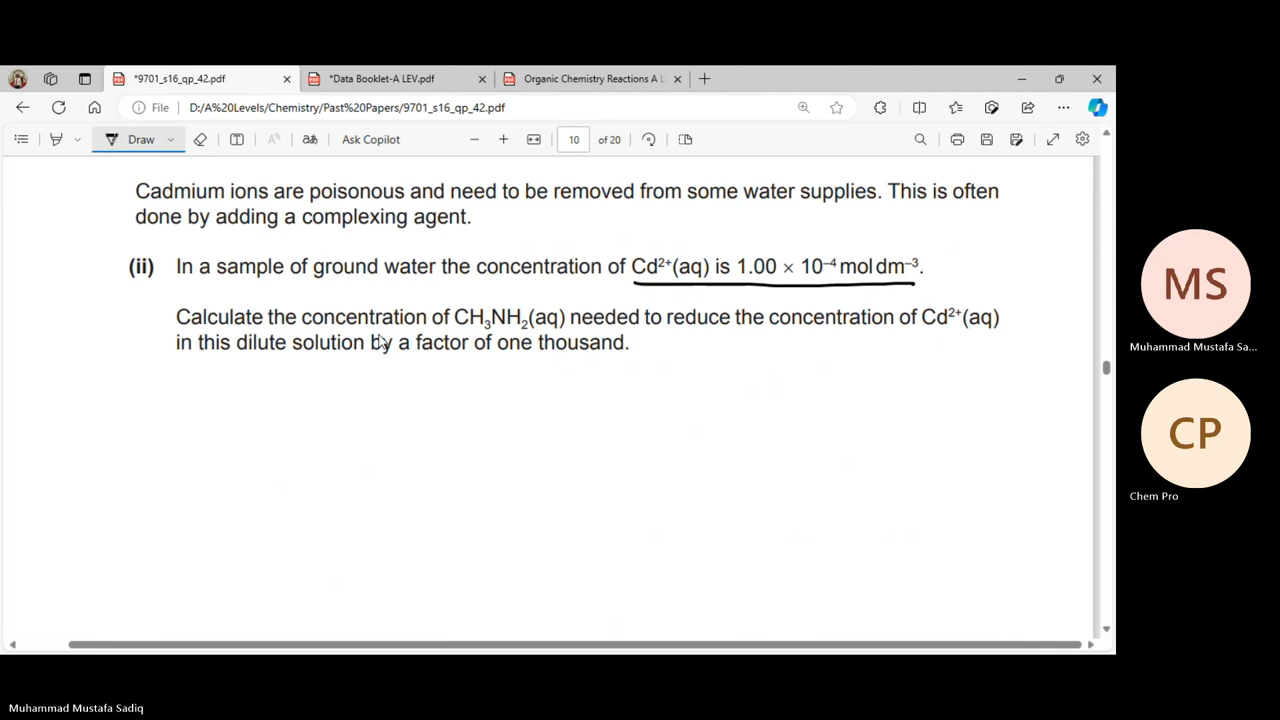 *9701_s16_qp_42.pdf
*Data Booklet-A LEV.pdf
Organic Chemistry Reactions A L
File
D:/A%20Levels/Chemistry/Past%20Papers/9701_s16_qp_42.pdf
Draw
aあ
Ask Copilot
10
of 20
Cadmium ions are poisonous and need to be removed from some water supplies. This is often
done by adding a complexing agent.
(ii) In a sample of ground water the concentration of Cd²⁺(aq) is 1.00 × 10⁻⁴ mol dm⁻³.
Calculate the concentration of CH₃NH₂(aq) needed to reduce the concentration of Cd²⁺(aq)
in this dilute solution by a factor of one thousand.
MS
Muhammad Mustafa Sa...
CP
Chem Pro
Muhammad Mustafa Sadiq